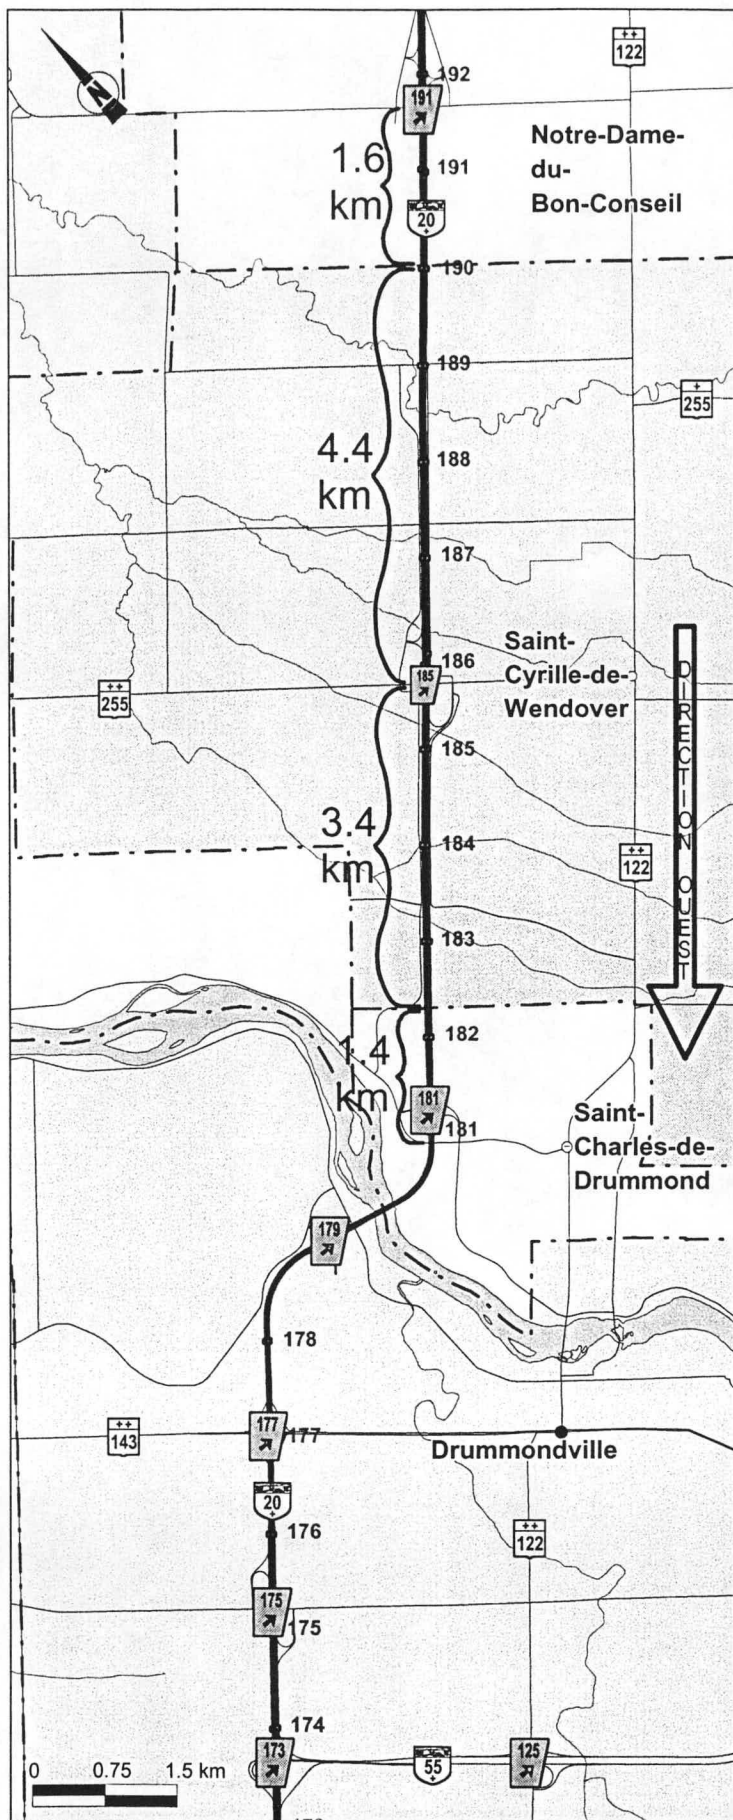 192
++
122
191
N
Notre-Dame-
du-
Bon-Conseil
1.6
km
191
20
+
190
189
+
255
4.4
km
188
187
Saint-
Cyrille-de-
Wendover
186
185
++
255
DIRECTION OUEST
185
3.4
km
184
++
122
183
182
1.4
km
181
181
Saint-
Charles-de-
Drummond
179
178
177
177
++
143
Drummondville
20
+
176
++
122
175
175
174
173
55
+
125
0 0.75 1.5 km